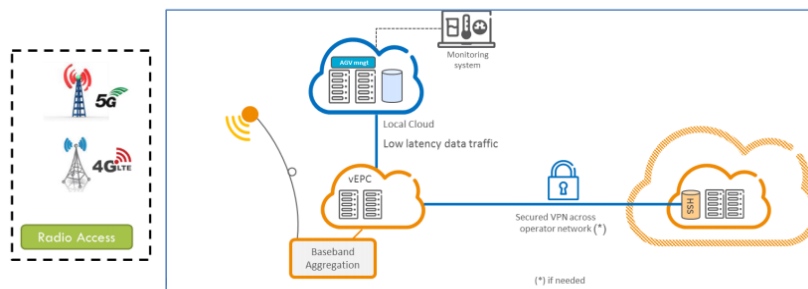 5G
4G LTE
Radio Access
AGV mngt
Monitoring
system
Local Cloud
Low latency data traffic
vEPC
Baseband
Aggregation
Secured VPN across
operator network (*)
HSS
(*) if needed